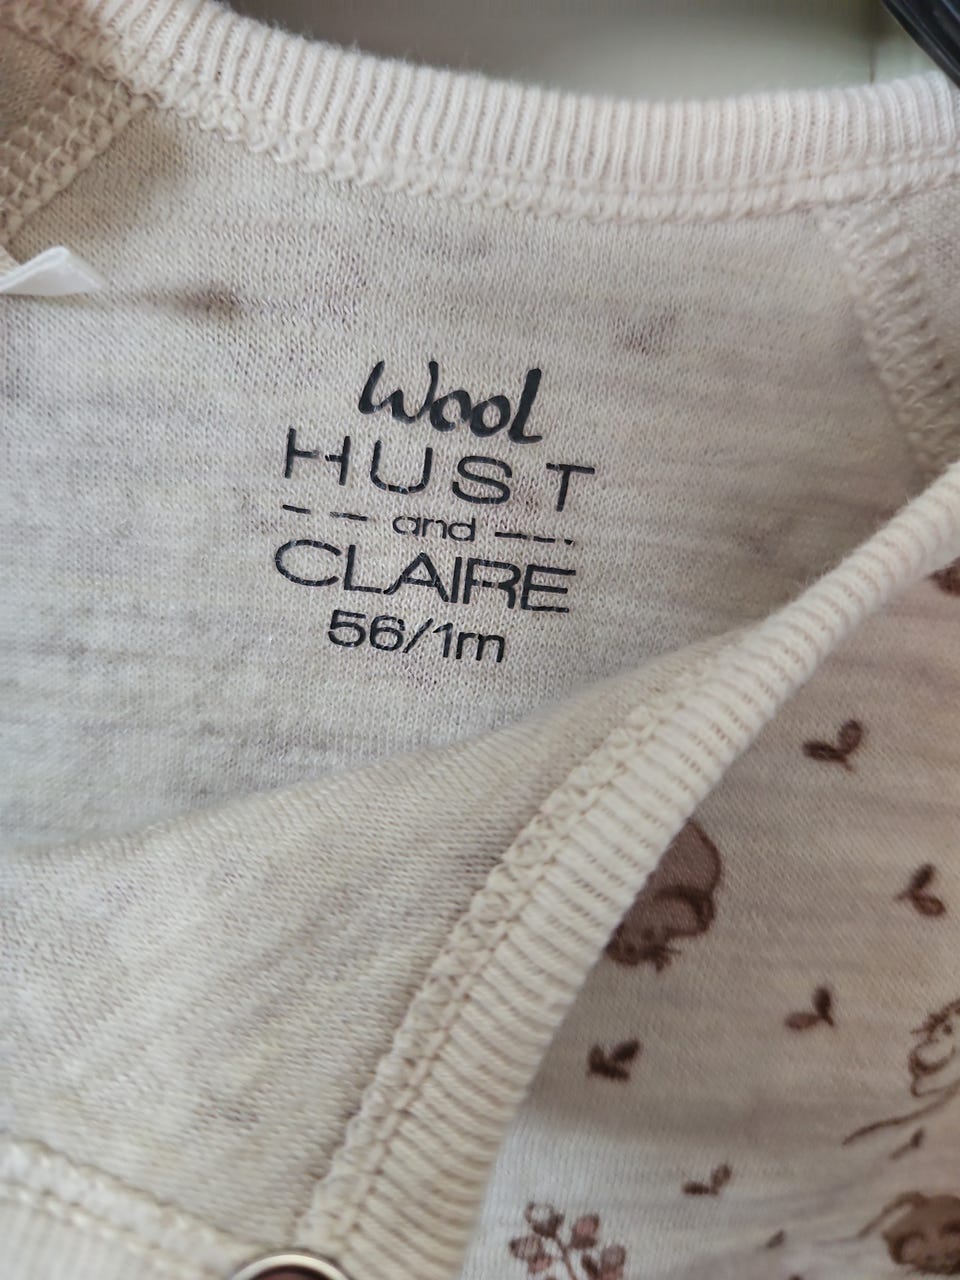 Wool
HUST
and
CLAIRE
56/1m